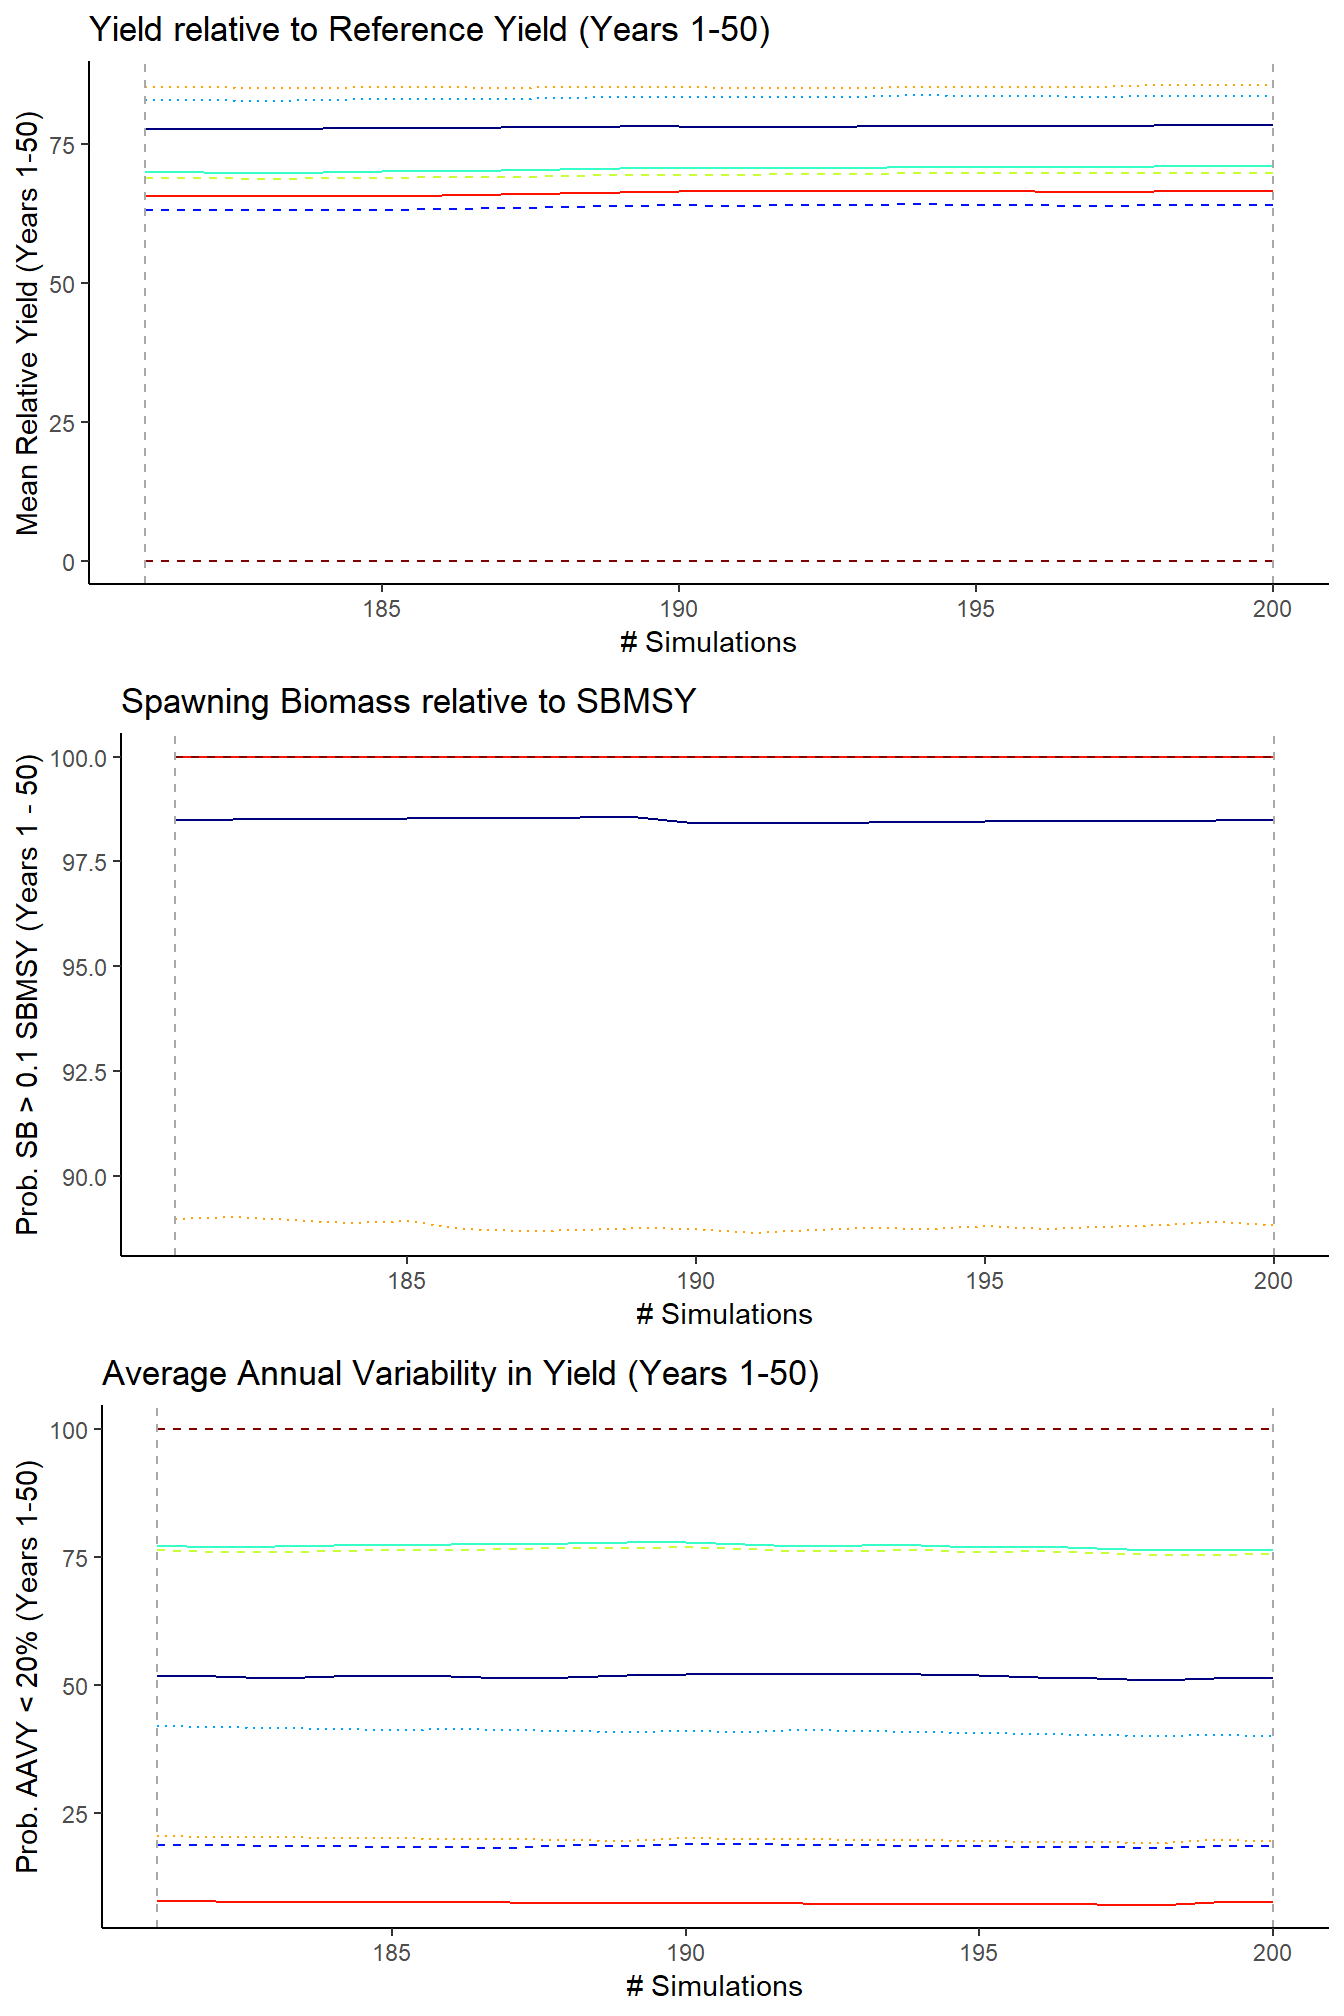 Yield relative to Reference Yield (Years 1-50)
Mean Relative Yield (Years 1-50)
75
50
25
0
185
190
195
200
# Simulations
Spawning Biomass relative to SBMSY
Prob. SB > 0.1 SBMSY (Years 1 - 50)
100.0
97.5
95.0
92.5
90.0
185
190
195
200
# Simulations
Average Annual Variability in Yield (Years 1-50)
Prob. AAVY < 20% (Years 1-50)
100
75
50
25
185
190
195
200
# Simulations